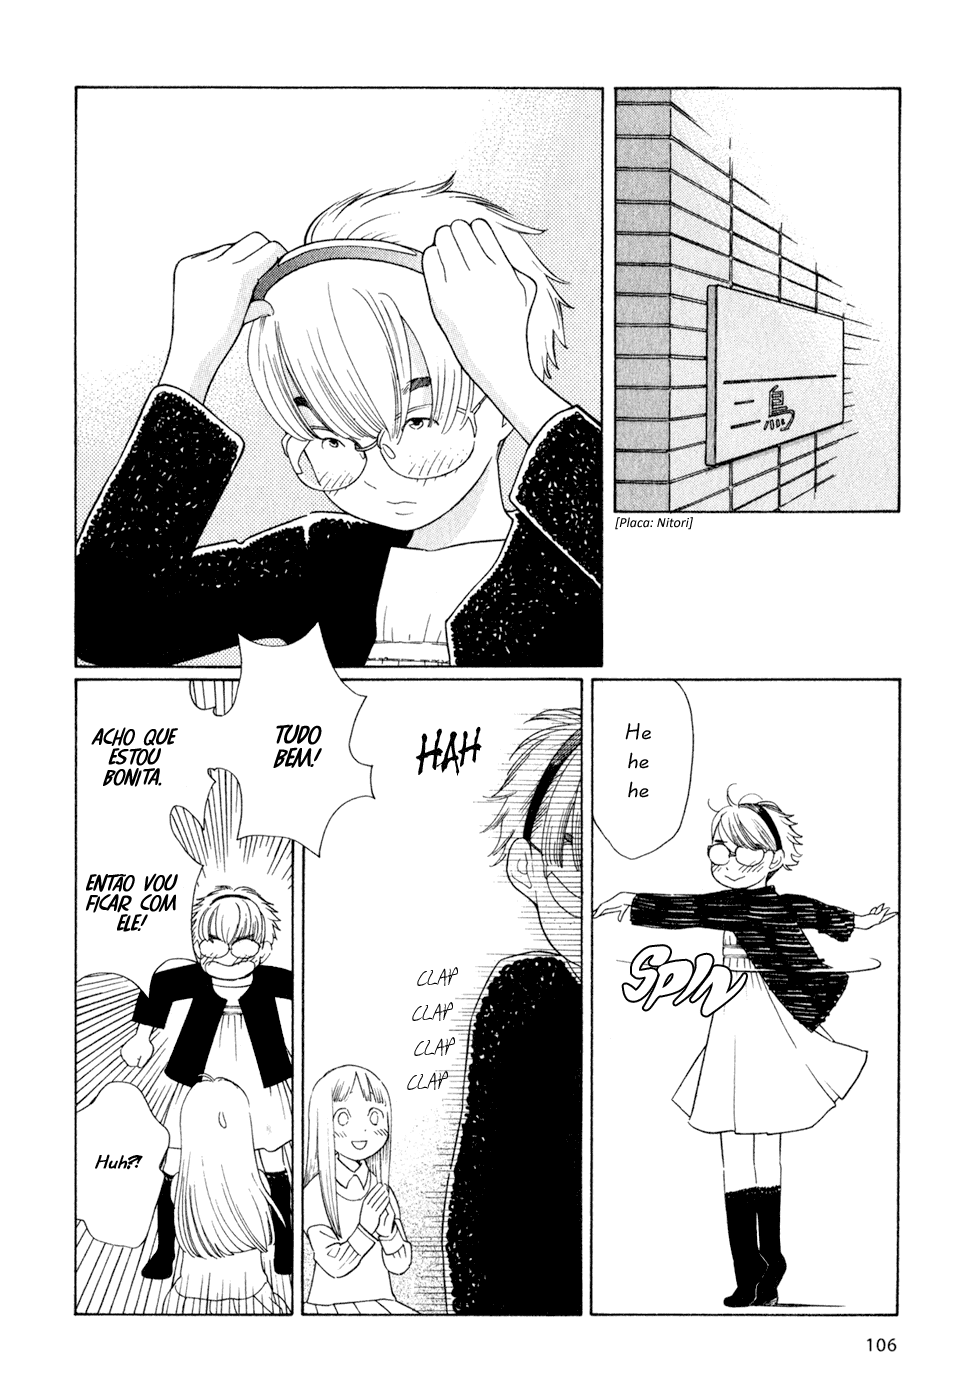 二鳥
[Placa: Nitori]
He
he
he
SPIN
HAH
CLAP
CLAP
CLAP
CLAP
TUDO
BEM!
ACHO QUE
ESTOU
BONITA.
ENTÃO VOU
FICAR COM
ELE!
Huh?!
106